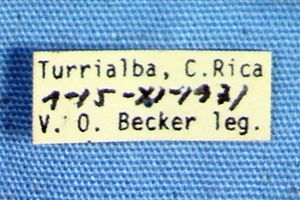 Turrialba, C.Rica
1-15-XI-1971
V. O. Becker leg.